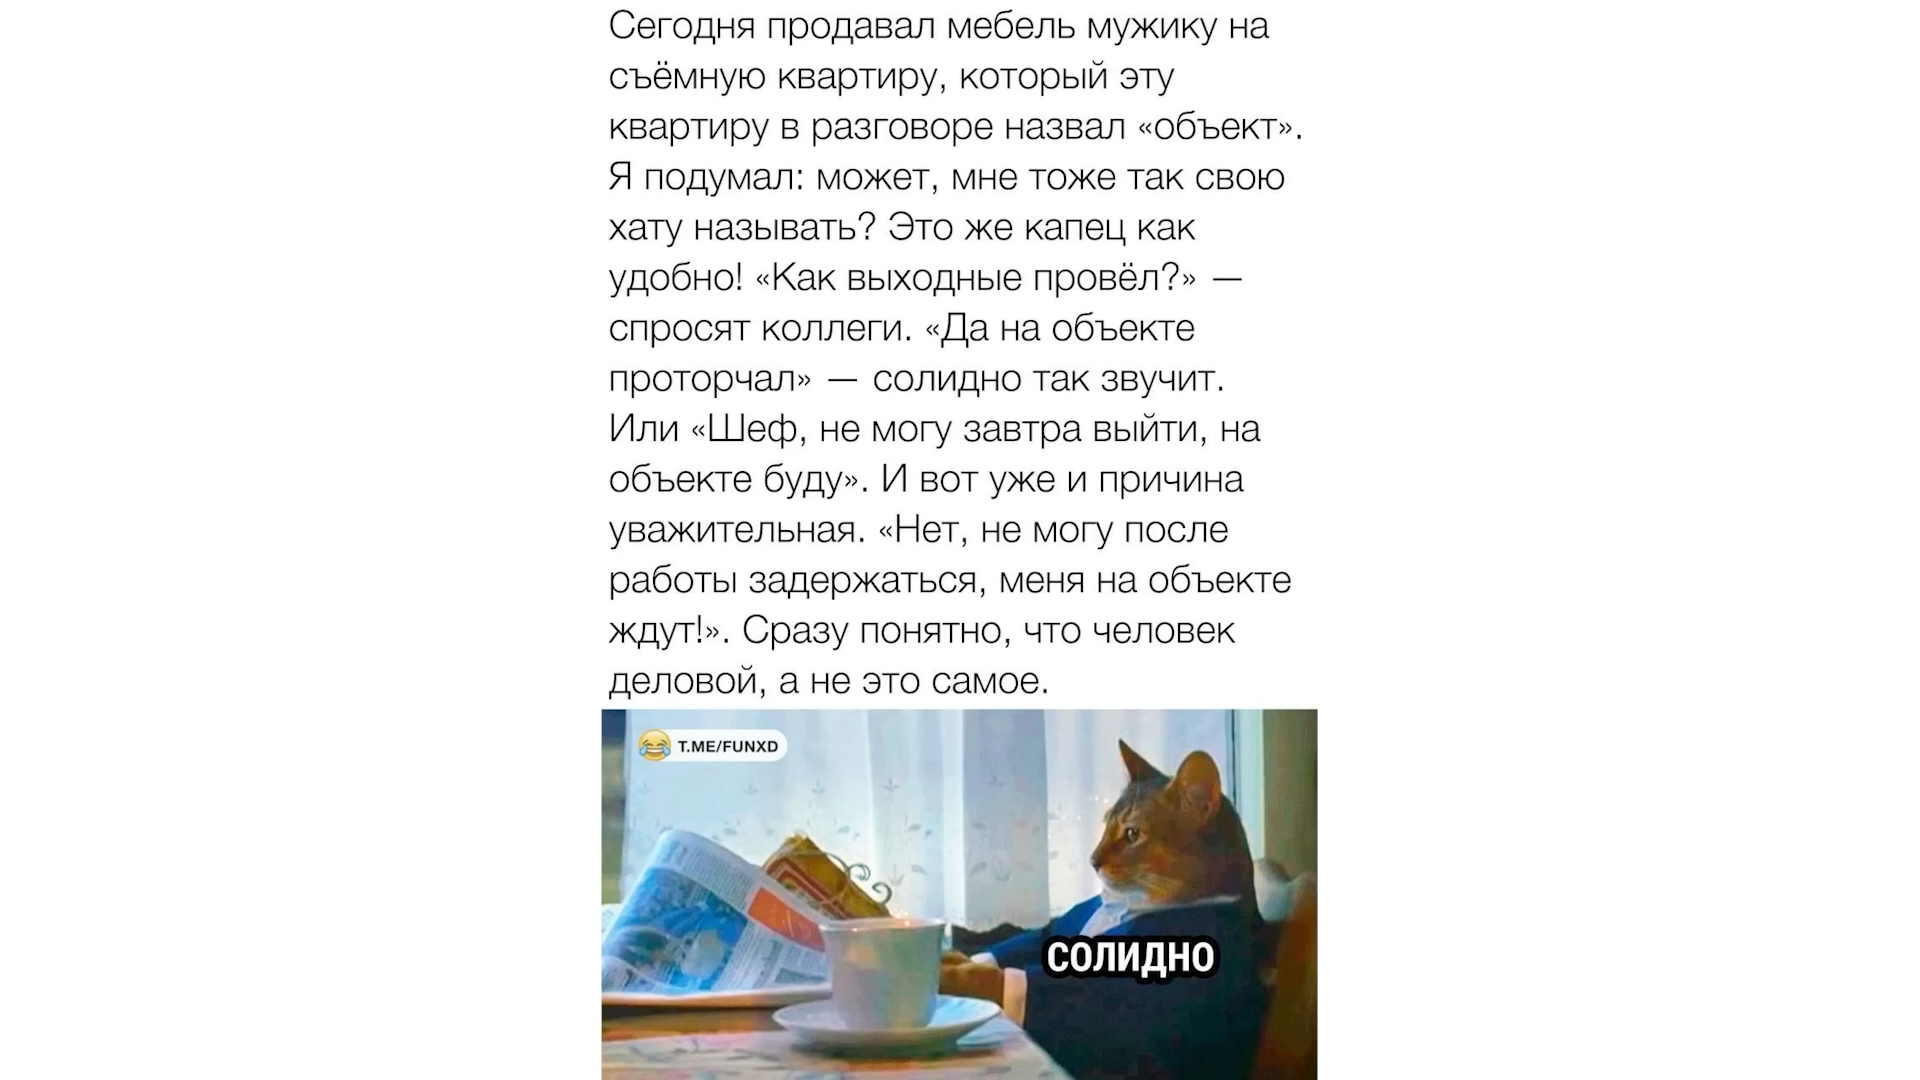 Сегодня продавал мебель мужику на
съёмную квартиру, который эту
квартиру в разговоре назвал «объект».
Я подумал: может, мне тоже так свою
хату называть? Это же капец как
удобно! «Как выходные провёл?» —
спросят коллеги. «Да на объекте
проторчал» — солидно так звучит.
Или «Шеф, не могу завтра выйти, на
объекте буду». И вот уже и причина
уважительная. «Нет, не могу после
работы задержаться, меня на объекте
ждут!». Сразу понятно, что человек
деловой, а не это самое.
T.ME/FUNXD
СОЛИДНО